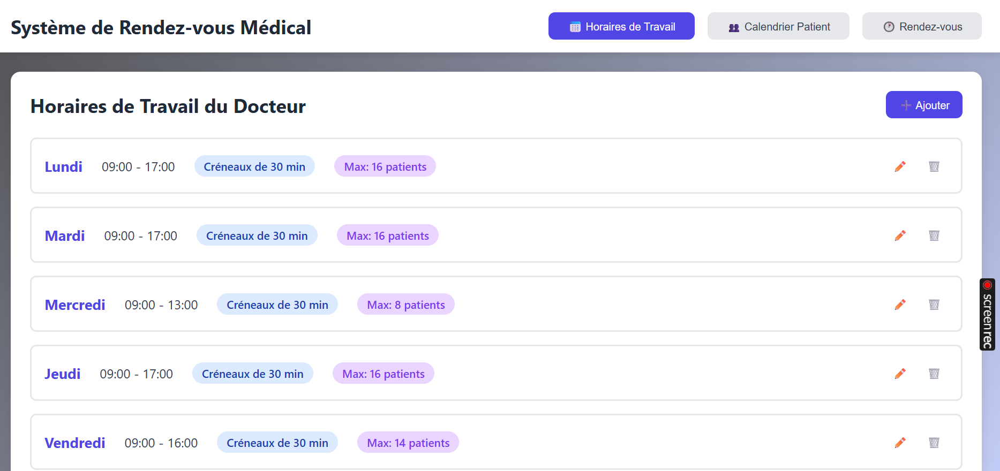 Système de Rendez-vous Médical
Horaires de Travail
Calendrier Patient
Rendez-vous
Horaires de Travail du Docteur
Ajouter
Lundi 09:00 - 17:00 Créneaux de 30 min Max: 16 patients
Mardi 09:00 - 17:00 Créneaux de 30 min Max: 16 patients
Mercredi 09:00 - 13:00 Créneaux de 30 min Max: 8 patients
Jeudi 09:00 - 17:00 Créneaux de 30 min Max: 16 patients
Vendredi 09:00 - 16:00 Créneaux de 30 min Max: 14 patients
screenrec